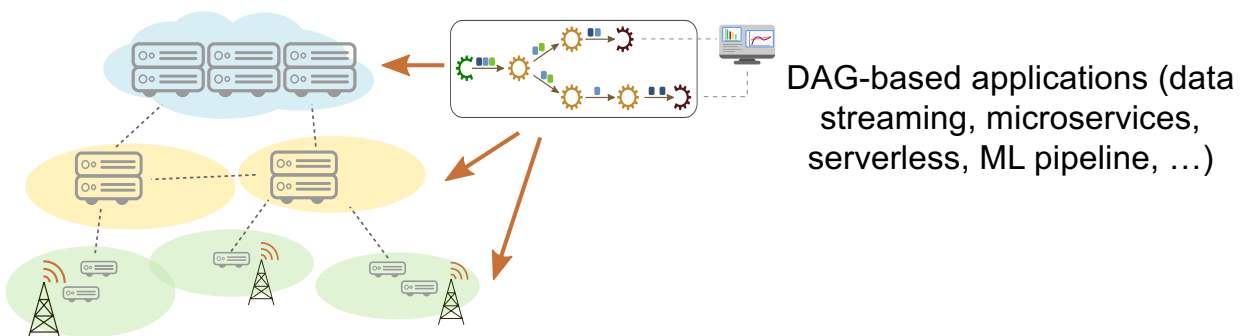 DAG-based applications (data
streaming, microservices,
serverless, ML pipeline, …)